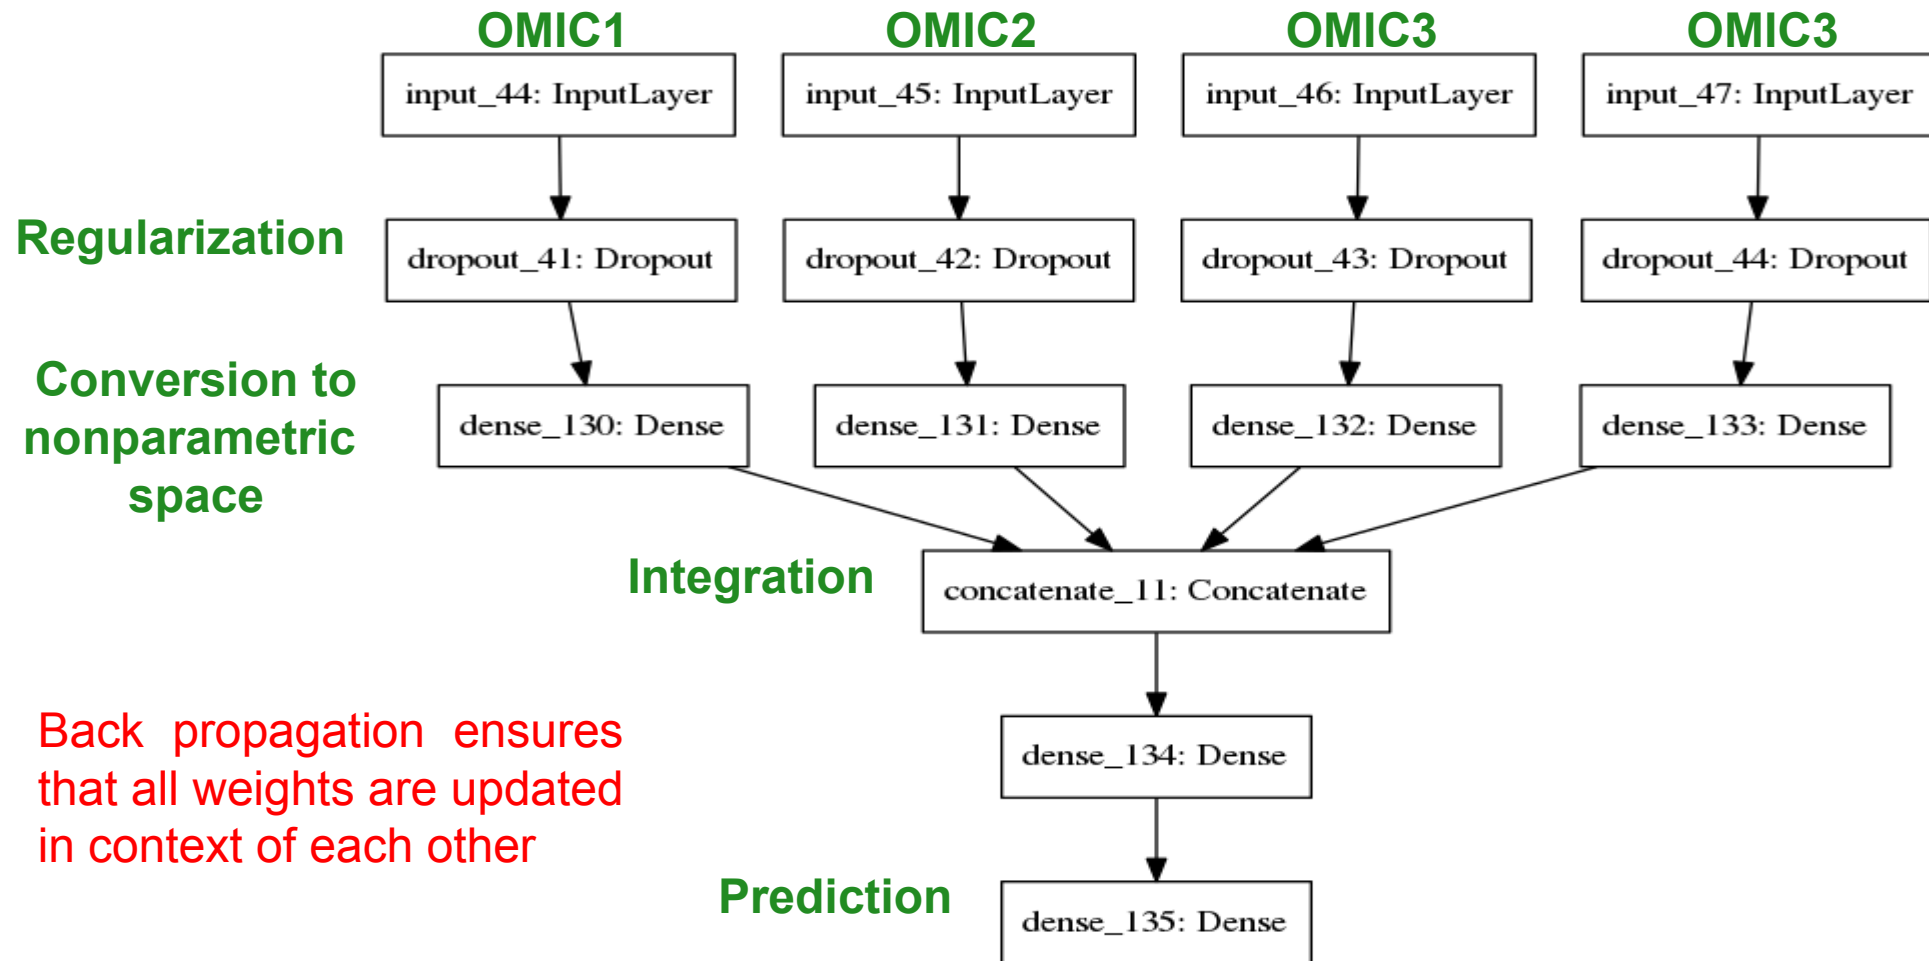 OMIC1 OMIC2 OMIC3 OMIC3
input_44: InputLayer input_45: InputLayer input_46: InputLayer input_47: InputLayer
Regularization
dropout_41: Dropout dropout_42: Dropout dropout_43: Dropout dropout_44: Dropout
Conversion to
nonparametric
space
dense_130: Dense dense_131: Dense dense_132: Dense dense_133: Dense
Integration
concatenate_11: Concatenate
Back propagation ensures
that all weights are updated
in context of each other
dense_134: Dense
Prediction
dense_135: Dense